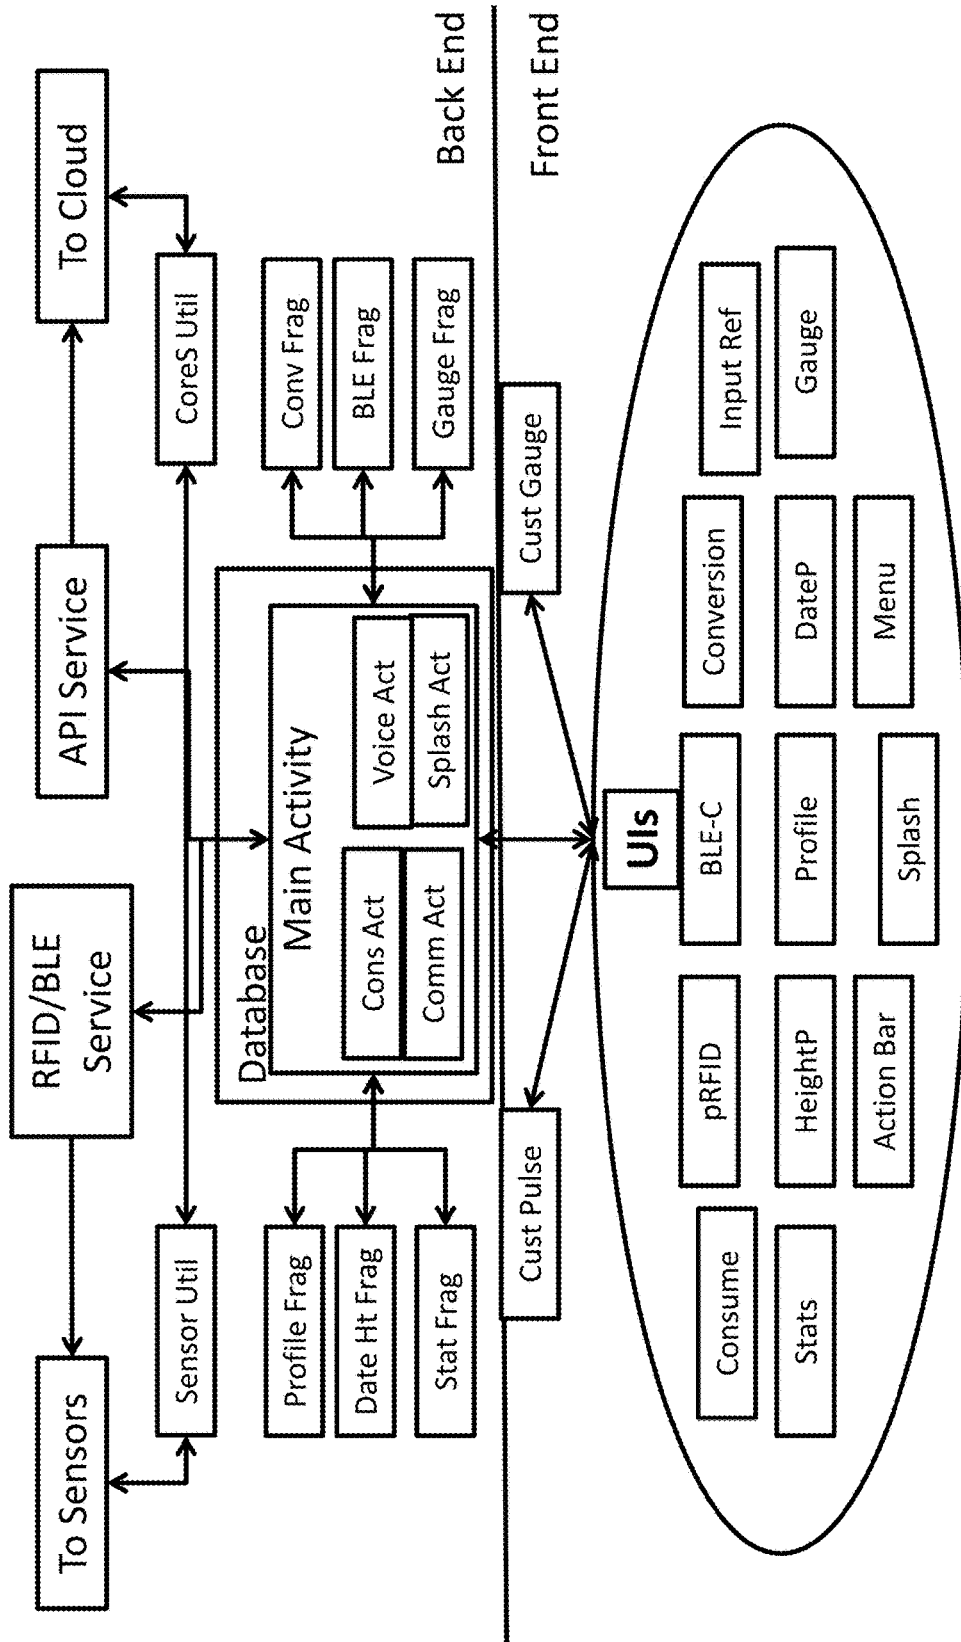 To Sensors
RFID/BLE
Service
API Service
To Cloud
Sensor Util
CoreS Util
Database
Main Activity
Cons Act
Comm Act
Voice Act
Splash Act
Profile Frag
Date Ht Frag
Stat Frag
Conv Frag
BLE Frag
Gauge Frag
Back End
Front End
Cust Pulse
Cust Gauge
UIs
Consume
pRFID
BLE-C
Conversion
Input Ref
Stats
HeightP
Profile
DateP
Gauge
Action Bar
Splash
Menu